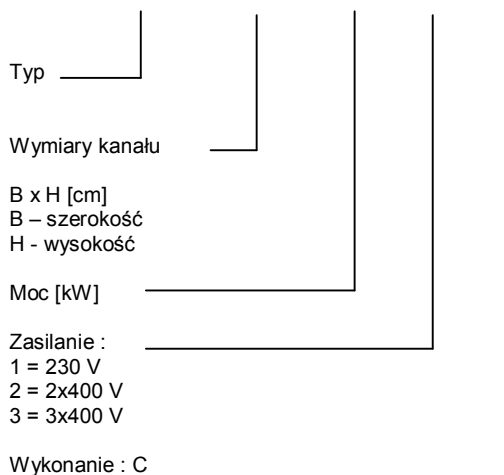 Typ
Wymiary kanału
B x H [cm]
B – szerokość
H - wysokość
Moc [kW]
Zasilanie :
1 = 230 V
2 = 2x400 V
3 = 3x400 V
Wykonanie : C